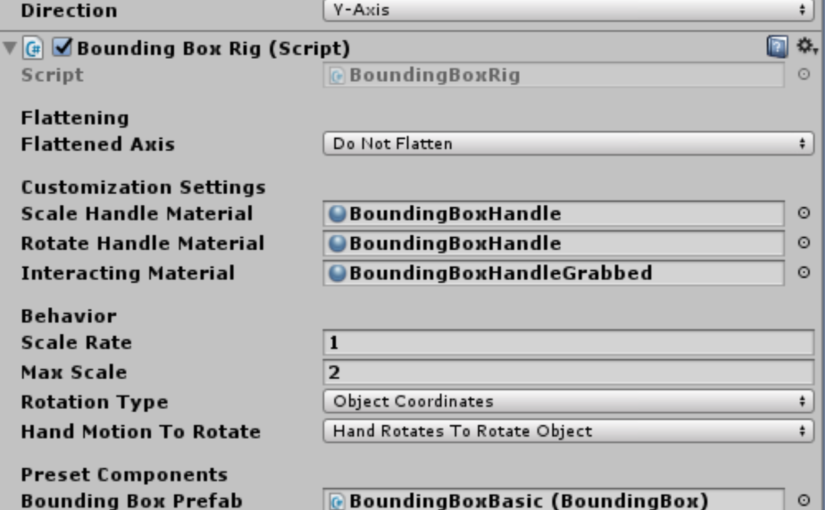 Direction Y-Axis
Bounding Box Rig (Script)
Script BoundingBoxRig
Flattening
Flattened Axis Do Not Flatten
Customization Settings
Scale Handle Material BoundingBoxHandle
Rotate Handle Material BoundingBoxHandle
Interacting Material BoundingBoxHandleGrabbed
Behavior
Scale Rate 1
Max Scale 2
Rotation Type Object Coordinates
Hand Motion To Rotate Hand Rotates To Rotate Object
Preset Components
Bounding Box Prefab BoundingBoxBasic (BoundingBox)